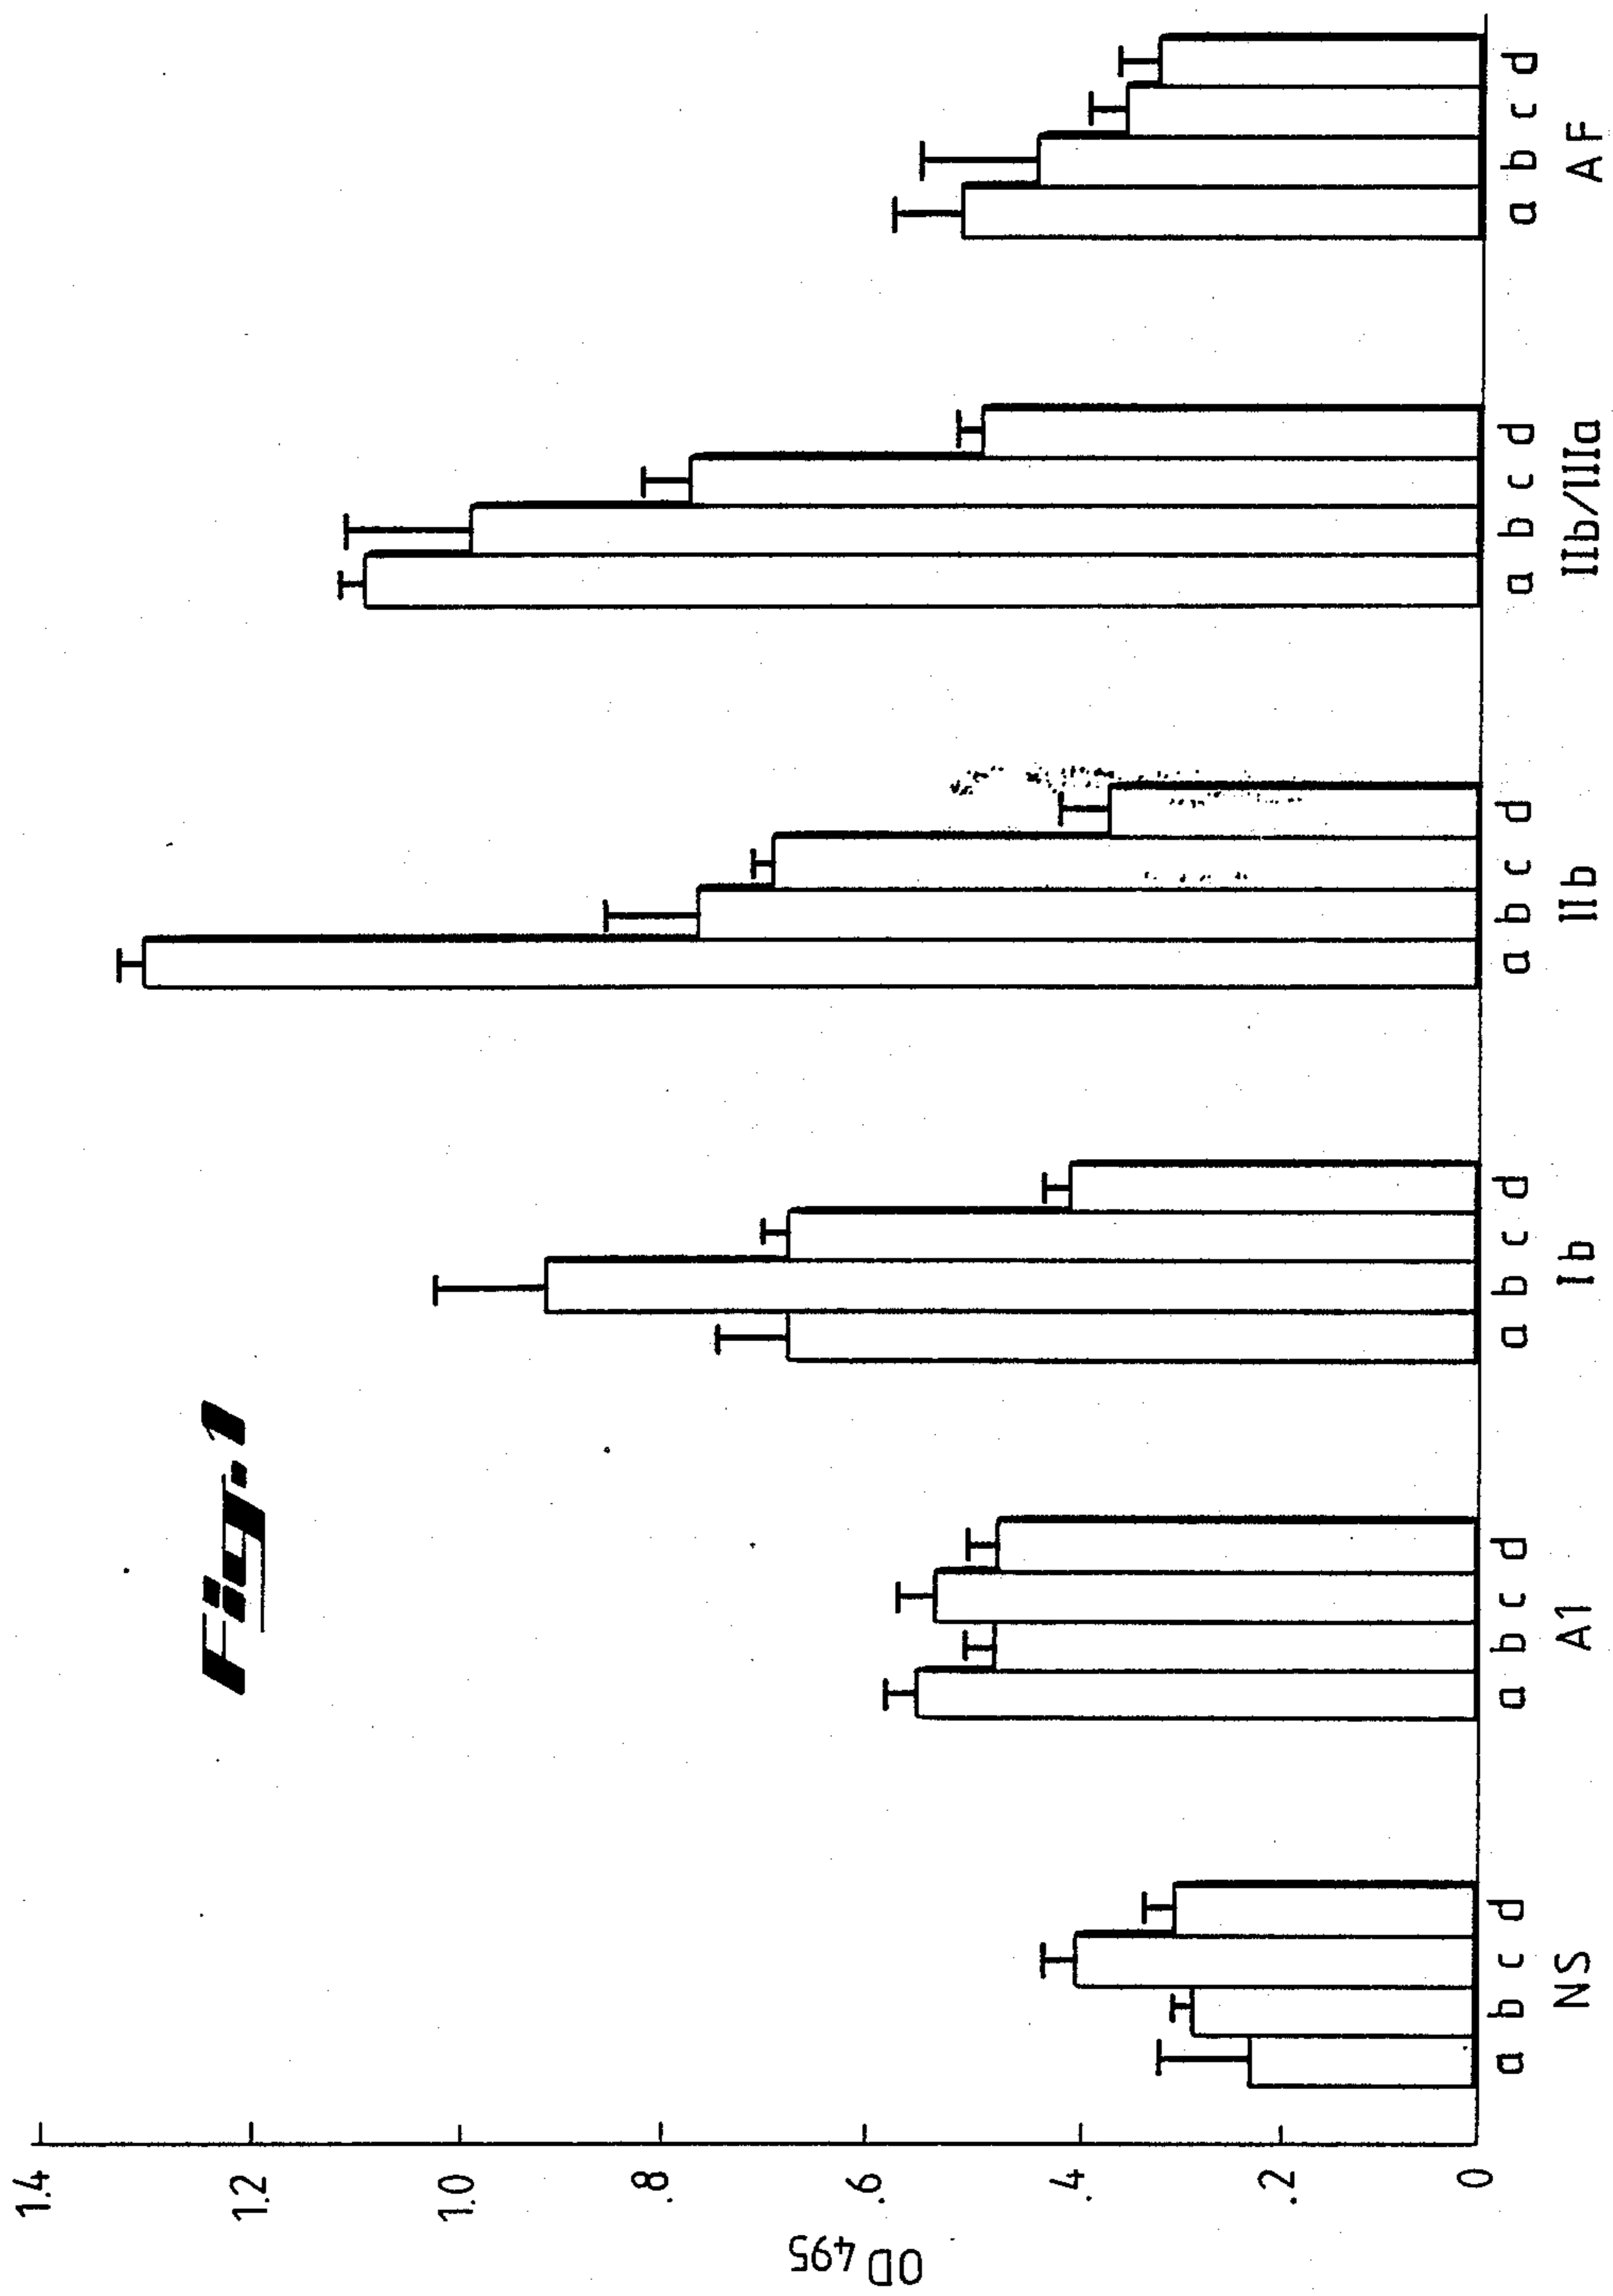 Fig.1
OD 495
1.4
1.2
1.0
.8
.6
.4
.2
0
a b c d a b c d a b c d a b c d a b c d a b c d
NS A1 Ib IIb IIb/IIIa AF